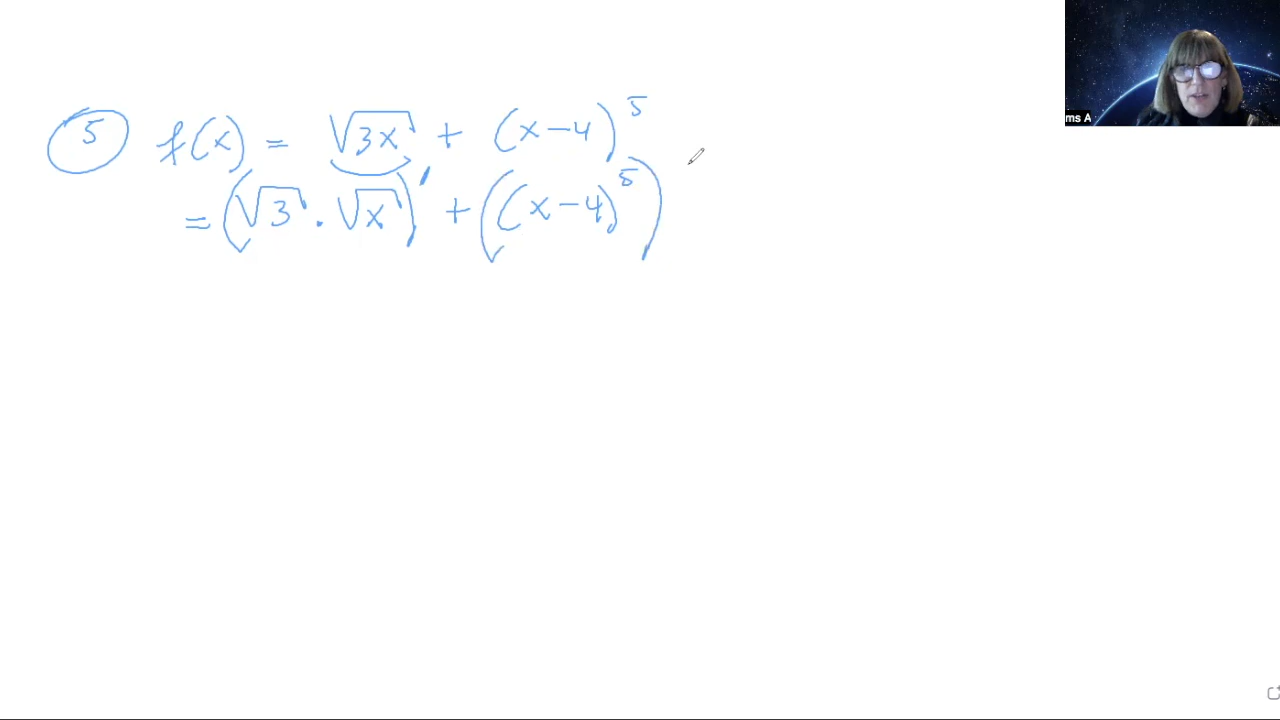 5 f(x) = √3x + (x-4)^5
= (√3 · √x)' + ((x-4)^5)
ms A